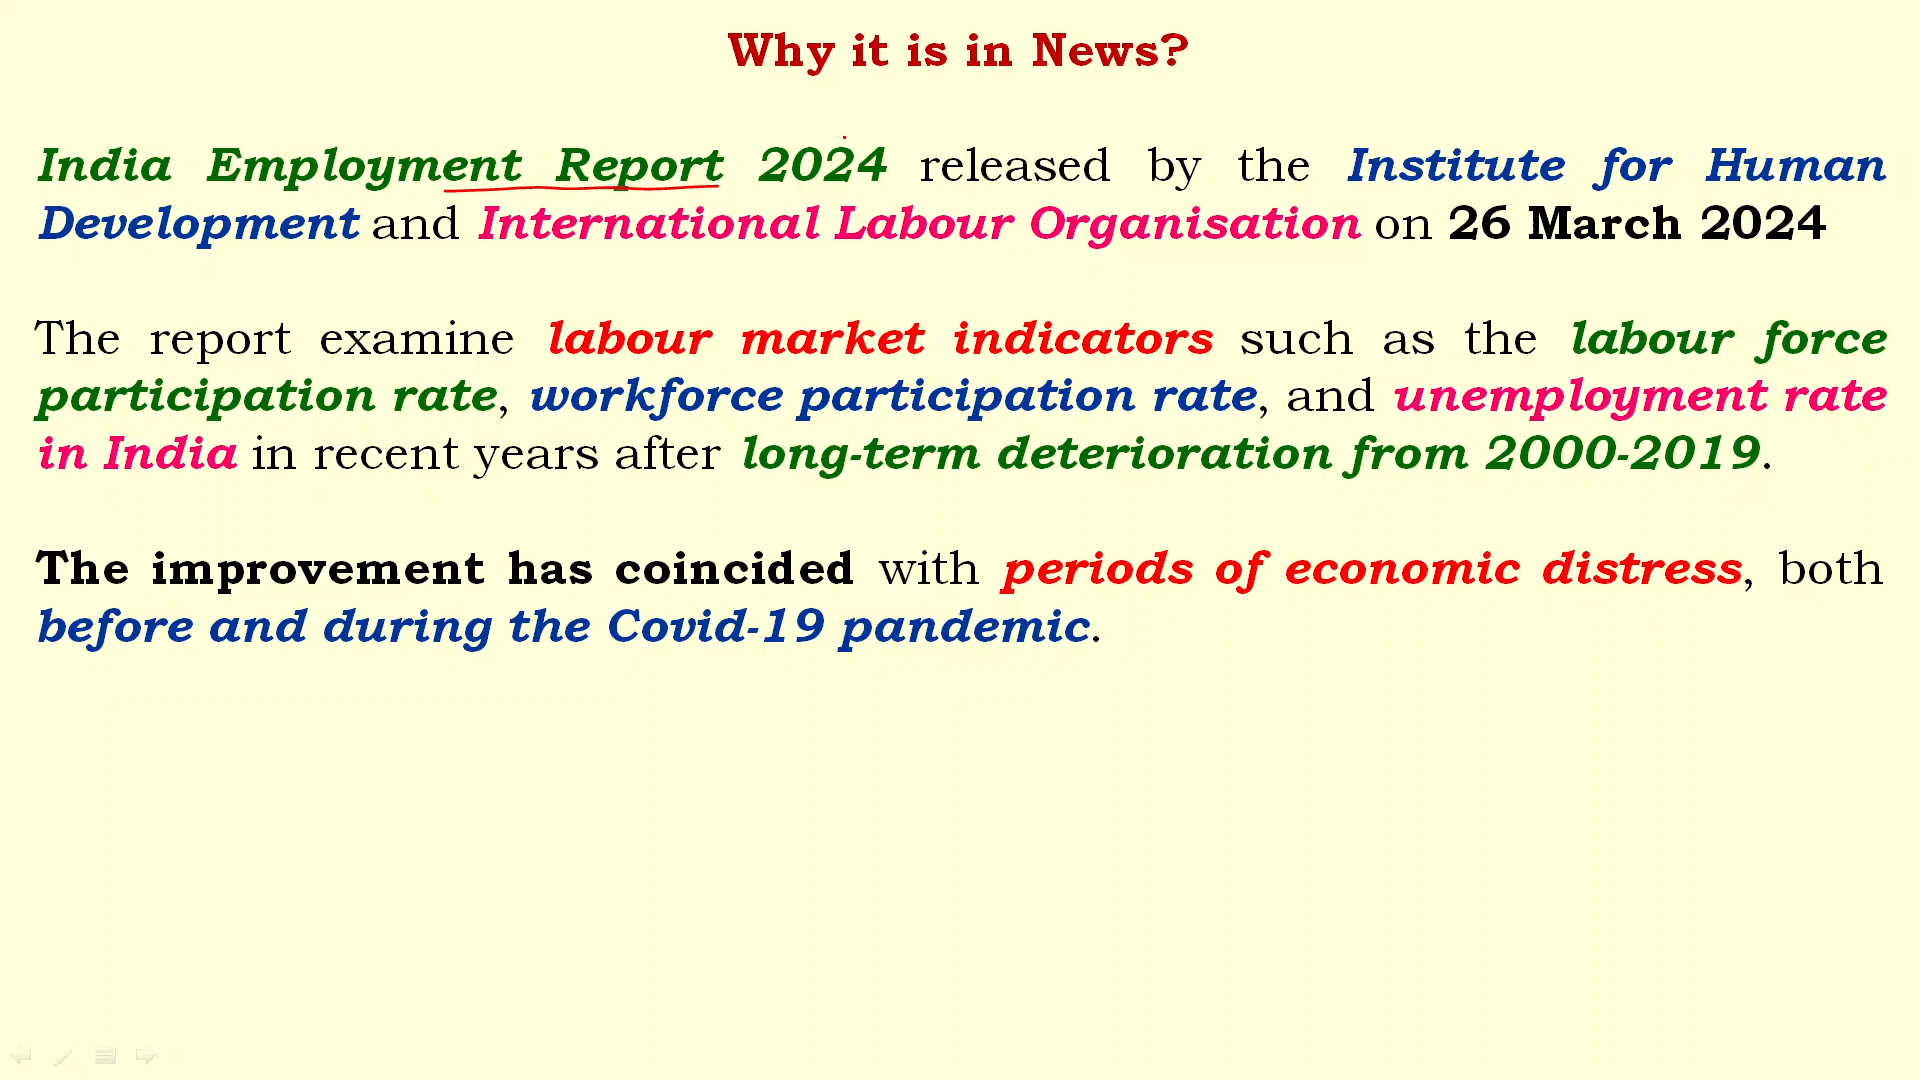 Why it is in News?
India Employment Report 2024 released by the Institute for Human
Development and International Labour Organisation on 26 March 2024
The report examine labour market indicators such as the labour force
participation rate, workforce participation rate, and unemployment rate
in India in recent years after long-term deterioration from 2000-2019.
The improvement has coincided with periods of economic distress, both
before and during the Covid-19 pandemic.